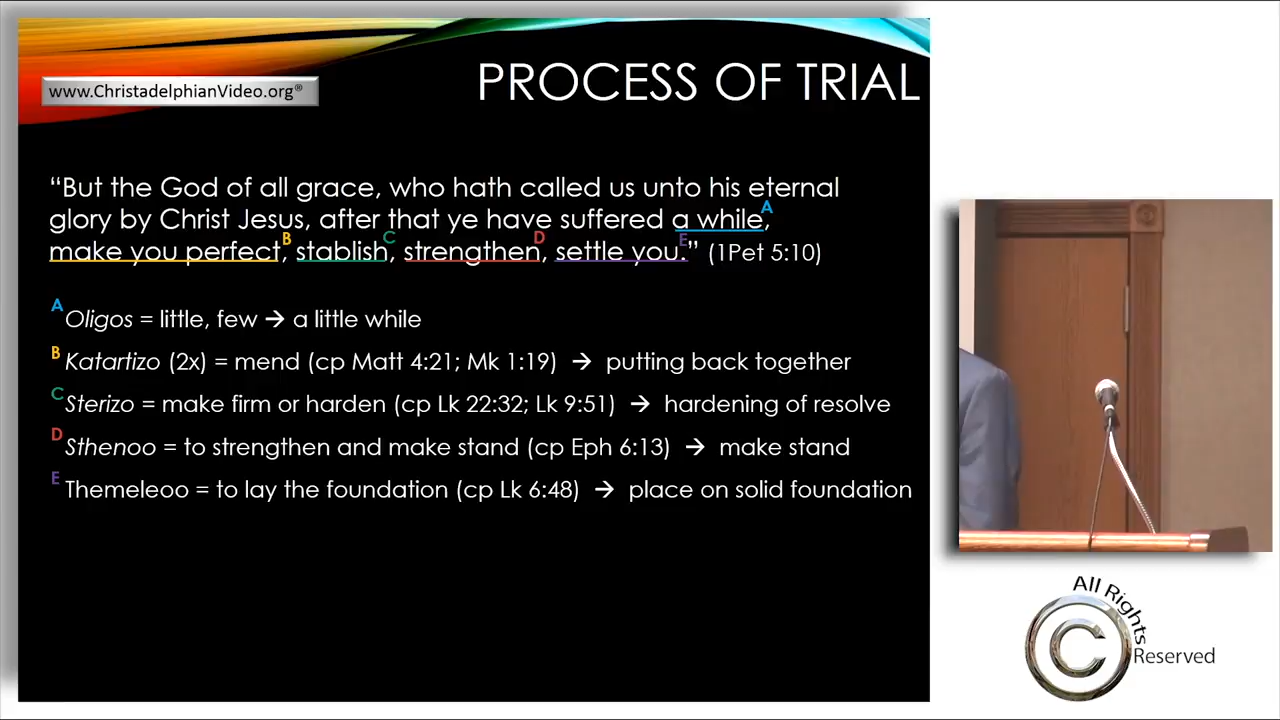 www.ChristadelphianVideo.org®
PROCESS OF TRIAL
“But the God of all grace, who hath called us unto his eternal
glory by Christ Jesus, after that ye have suffered a while,A
make you perfect,B stablishC, strengthenD, settle you.E” (1Pet 5:10)
A Oligos = little, few → a little while
B Katartizo (2x) = mend (cp Matt 4:21; Mk 1:19) → putting back together
C Sterizo = make firm or harden (cp Lk 22:32; Lk 9:51) → hardening of resolve
D Sthenoo = to strengthen and make stand (cp Eph 6:13) → make stand
E Themeleoo = to lay the foundation (cp Lk 6:48) → place on solid foundation
All Rights
© Reserved